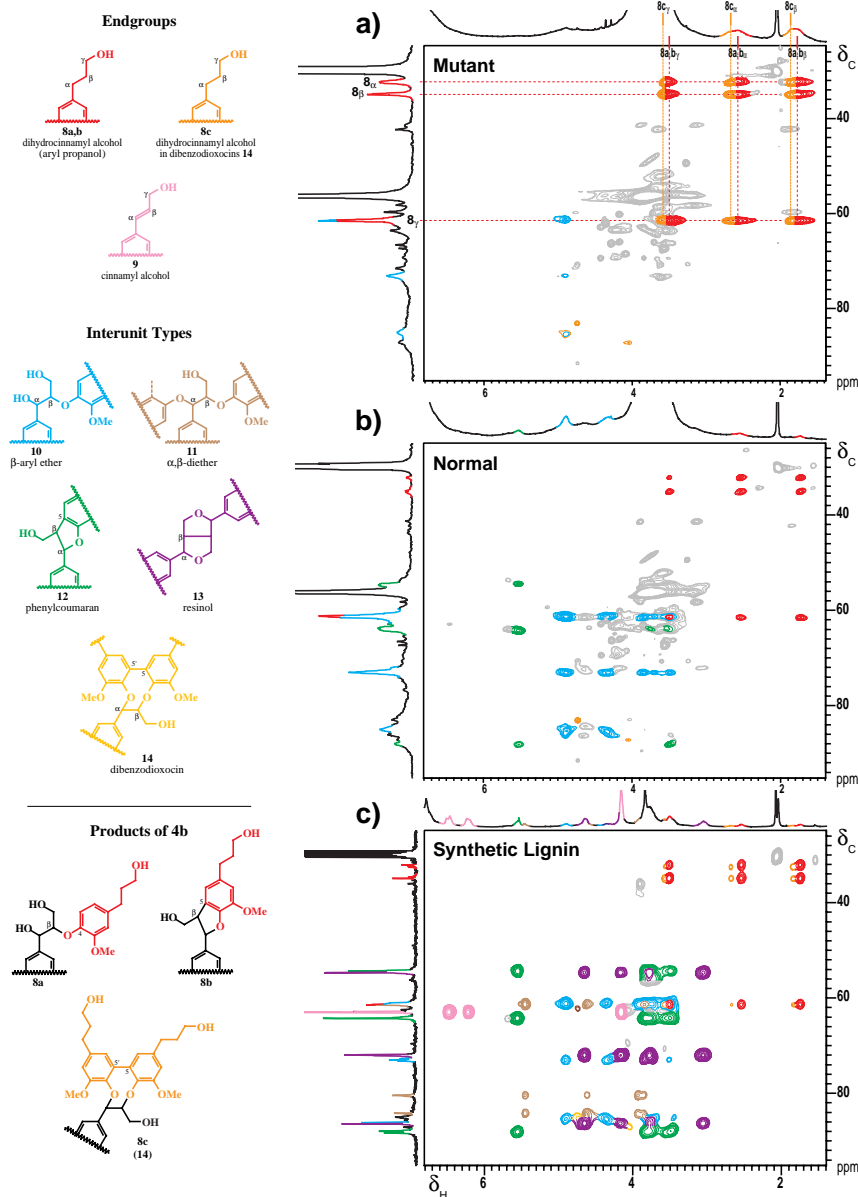 Endgroups
γ
OH
α
β
8a,b
dihydrocinnamyl alcohol
(aryl propanol)
γ
OH
α
β
8c
dihydrocinnamyl alcohol
in dibenzodioxocins 14
γ
OH
α
β
9
cinnamyl alcohol
Interunit Types
HO
HO
α
β
O
OMe
10
β-aryl ether
HO
O
α
β
O
OMe
11
α,β-diether
5
HO
β
α
O
12
phenylcoumaran
O
β
α
O
13
resinol
5'
5
MeO
OMe
O
O
α
β
OH
14
dibenzodioxocin
Products of 4b
OH
HO
HO
β
O
4
OMe
8a
OH
5
HO
β
O
OMe
8b
OH
OH
5'
5
MeO
OMe
O
O
OH
8c
(14)
a)
8cγ
8cα
8cβ
8a,bγ
8a,bα
8a,bβ
Mutant
δC
8α
8β
8γ
40
60
80
ppm
6
4
2
b)
Normal
δC
40
60
80
ppm
6
4
2
c)
Synthetic Lignin
δC
40
60
80
ppm
δH
6
4
2